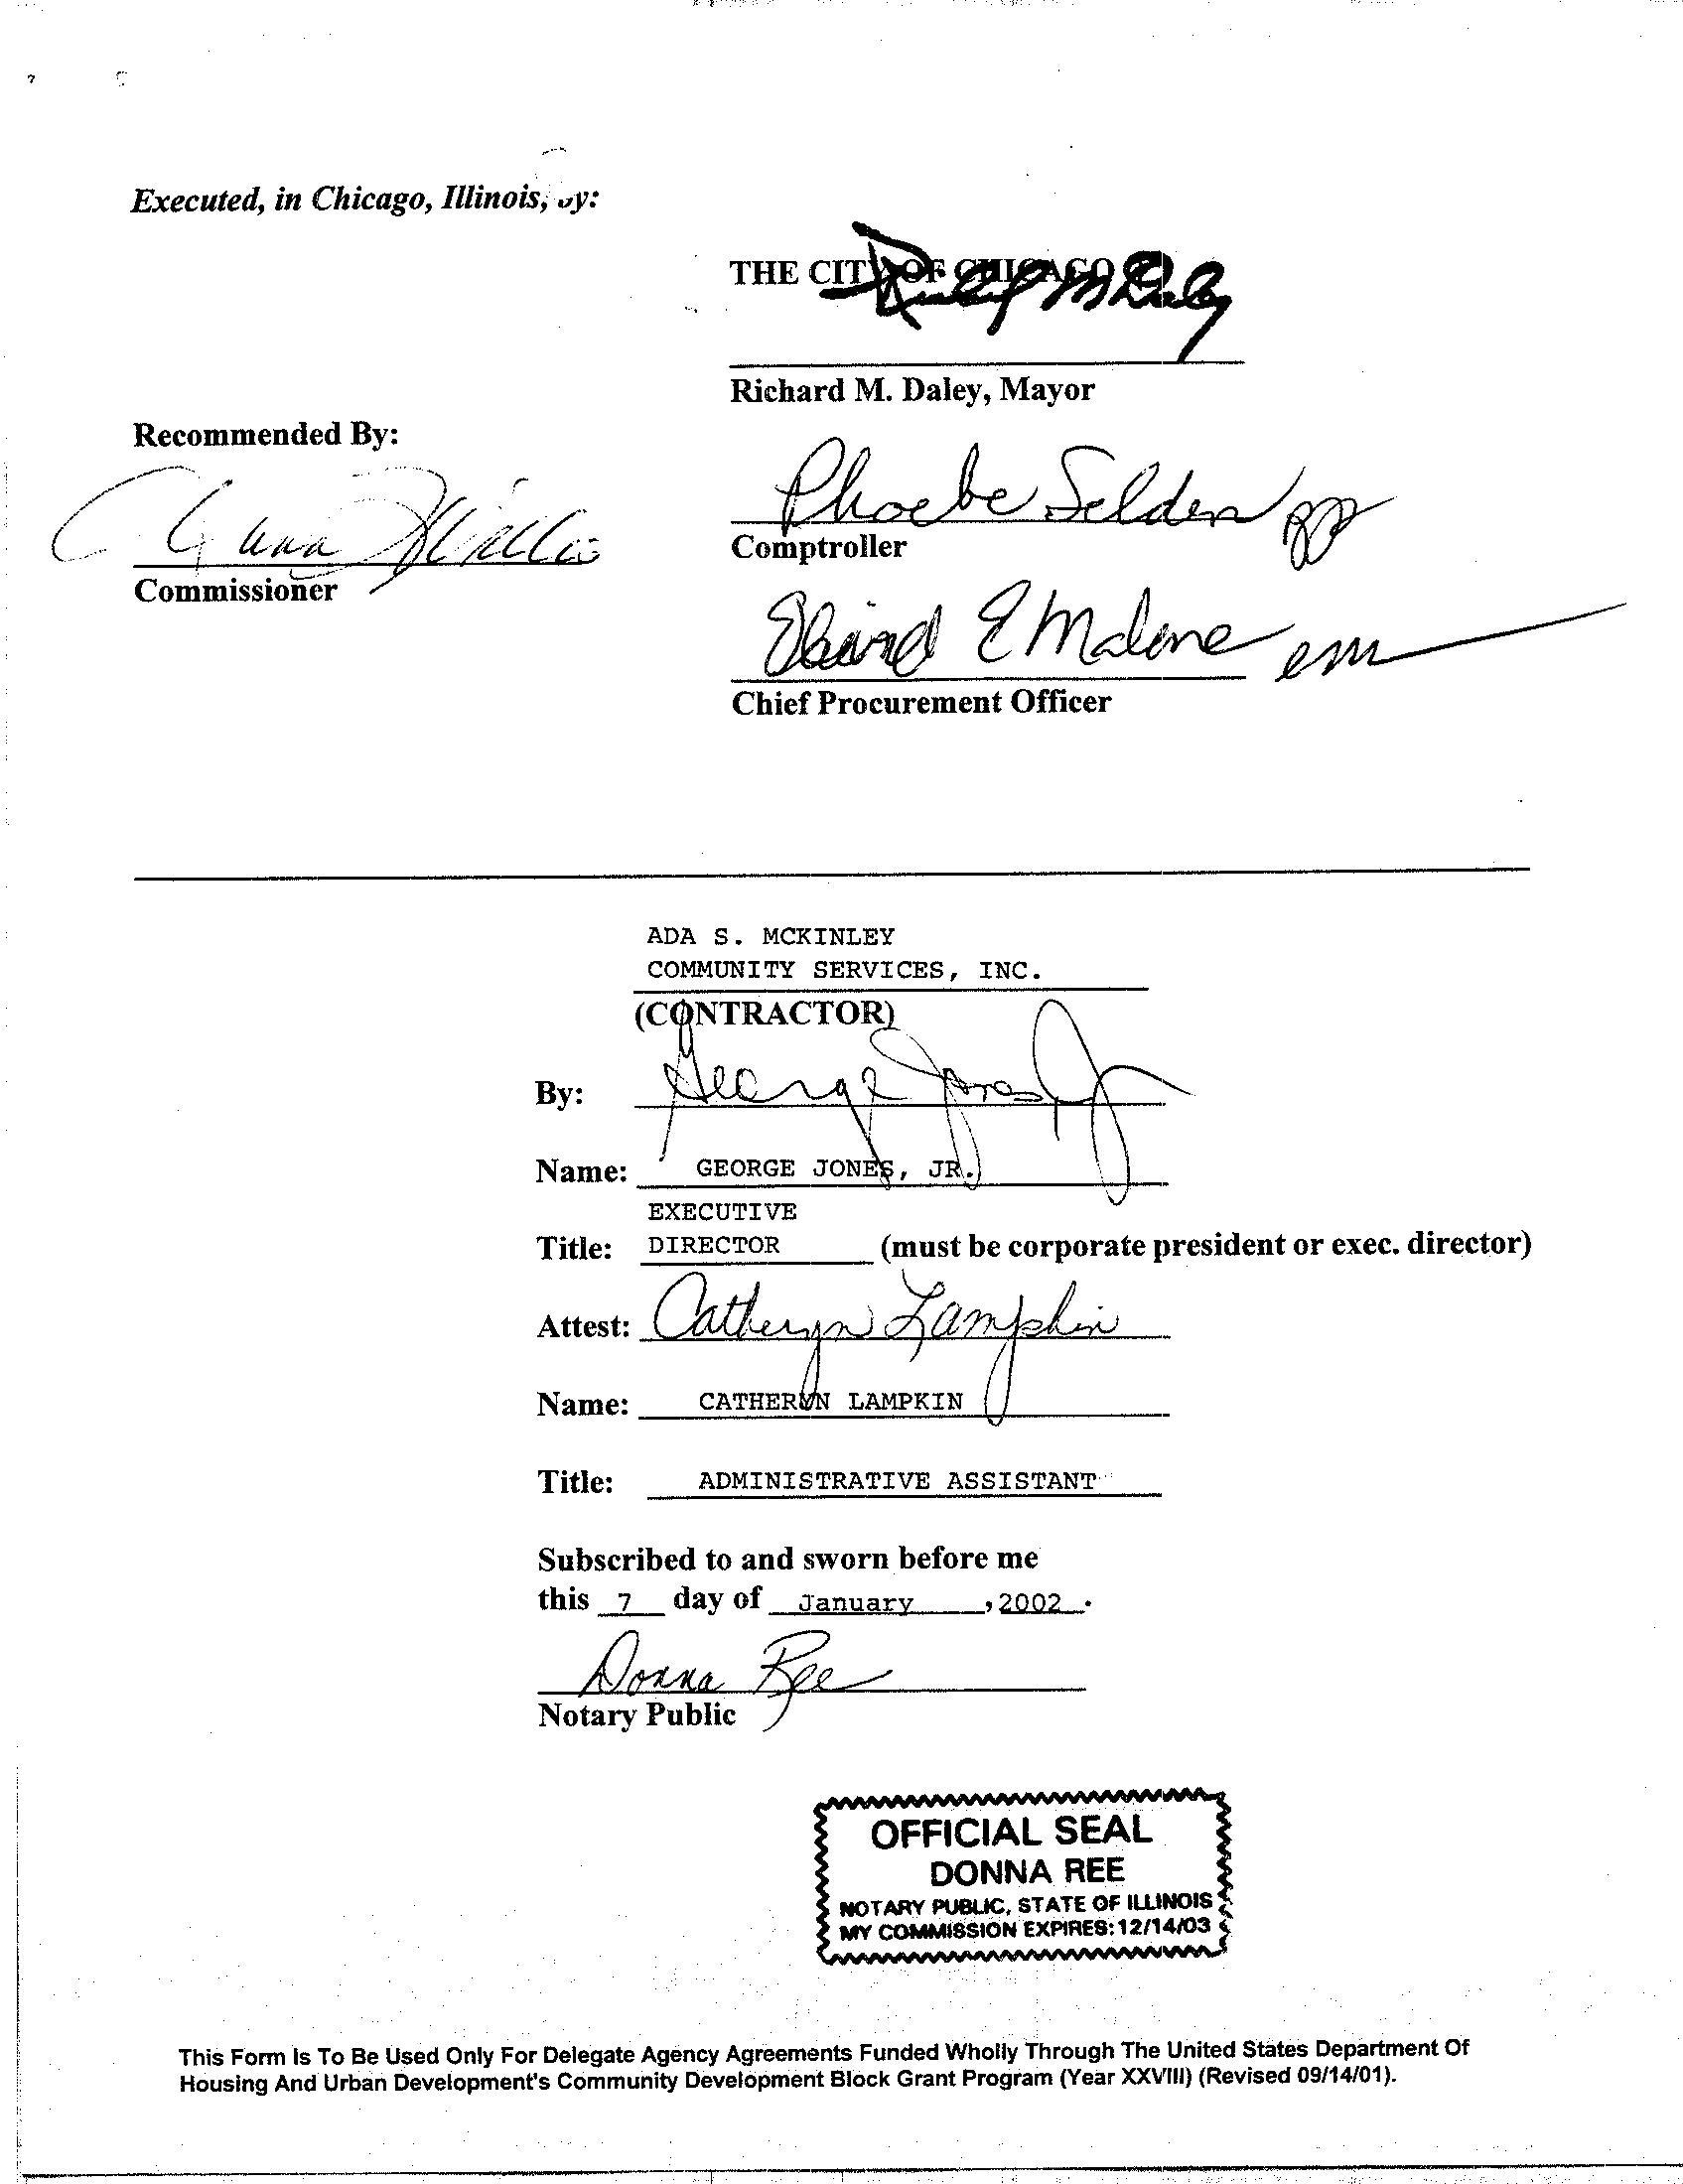 Executed, in Chicago, Illinois, by:
THE CITY OF CHICAGO
Richard M Daley
Richard M. Daley, Mayor
Recommended By:
Phoebe Selden
Comptroller
Commissioner
E Malone em
Chief Procurement Officer
ADA S. MCKINLEY
COMMUNITY SERVICES, INC.
(CONTRACTOR)
By: George Jones Jr
Name: GEORGE JONES, JR.
EXECUTIVE
Title: DIRECTOR (must be corporate president or exec. director)
Attest: Catheryn Lampkin
Name: CATHERYN LAMPKIN
Title: ADMINISTRATIVE ASSISTANT
Subscribed to and sworn before me
this 7 day of January, 2002.
Donna Ree
Notary Public
OFFICIAL SEAL
DONNA REE
NOTARY PUBLIC, STATE OF ILLINOIS
MY COMMISSION EXPIRES:12/14/03
This Form Is To Be Used Only For Delegate Agency Agreements Funded Wholly Through The United States Department Of
Housing And Urban Development's Community Development Block Grant Program (Year XXVIII) (Revised 09/14/01).